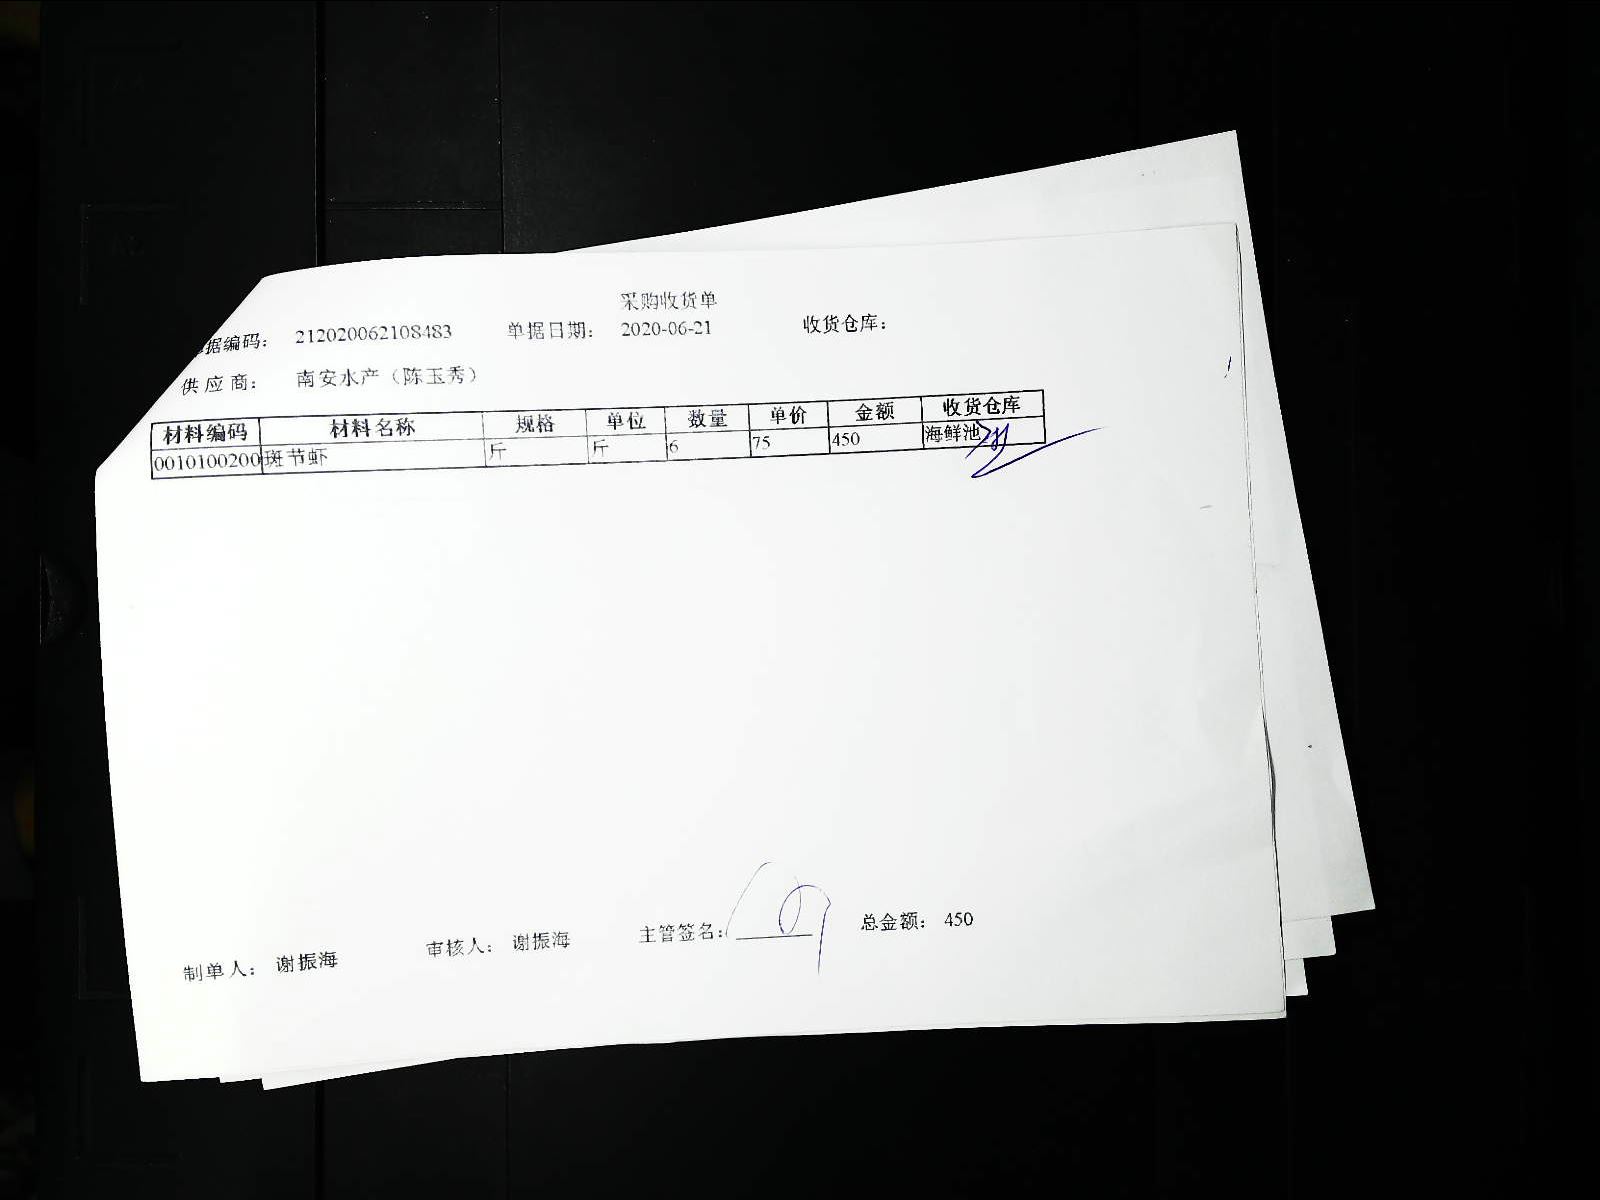 采购收货单
单据编码: 212020062108483 单据日期: 2020-06-21 收货仓库:
供应商: 南安水产（陈玉秀）
材料编码 材料名称 规格 单位 数量 单价 金额 收货仓库
0010100200 斑节虾 斤 斤 6 75 450 海鲜池
制单人: 谢振海 审核人: 谢振海 主管签名: 总金额: 450